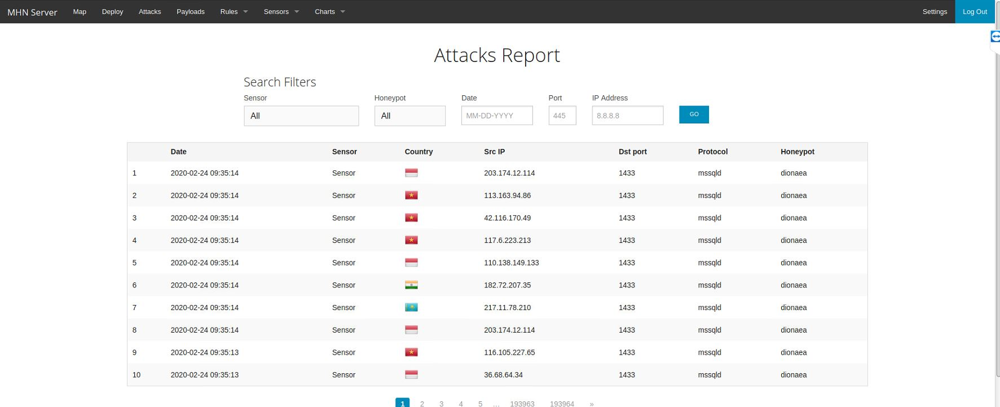 MHN Server Map Deploy Attacks Payloads Rules Sensors Charts Settings Log Out
Attacks Report
Search Filters
Sensor Honeypot Date Port IP Address
All All MM-DD-YYYY 445 8.8.8.8 GO
Date Sensor Country Src IP Dst port Protocol Honeypot
1 2020-02-24 09:35:14 Sensor 203.174.12.114 1433 mssqld dionaea
2 2020-02-24 09:35:14 Sensor 113.163.94.86 1433 mssqld dionaea
3 2020-02-24 09:35:14 Sensor 42.116.170.49 1433 mssqld dionaea
4 2020-02-24 09:35:14 Sensor 117.6.223.213 1433 mssqld dionaea
5 2020-02-24 09:35:14 Sensor 110.138.149.133 1433 mssqld dionaea
6 2020-02-24 09:35:14 Sensor 182.72.207.35 1433 mssqld dionaea
7 2020-02-24 09:35:14 Sensor 217.11.78.210 1433 mssqld dionaea
8 2020-02-24 09:35:14 Sensor 203.174.12.114 1433 mssqld dionaea
9 2020-02-24 09:35:13 Sensor 116.105.227.65 1433 mssqld dionaea
10 2020-02-24 09:35:13 Sensor 36.68.64.34 1433 mssqld dionaea
1 2 3 4 5 … 193963 193964 »